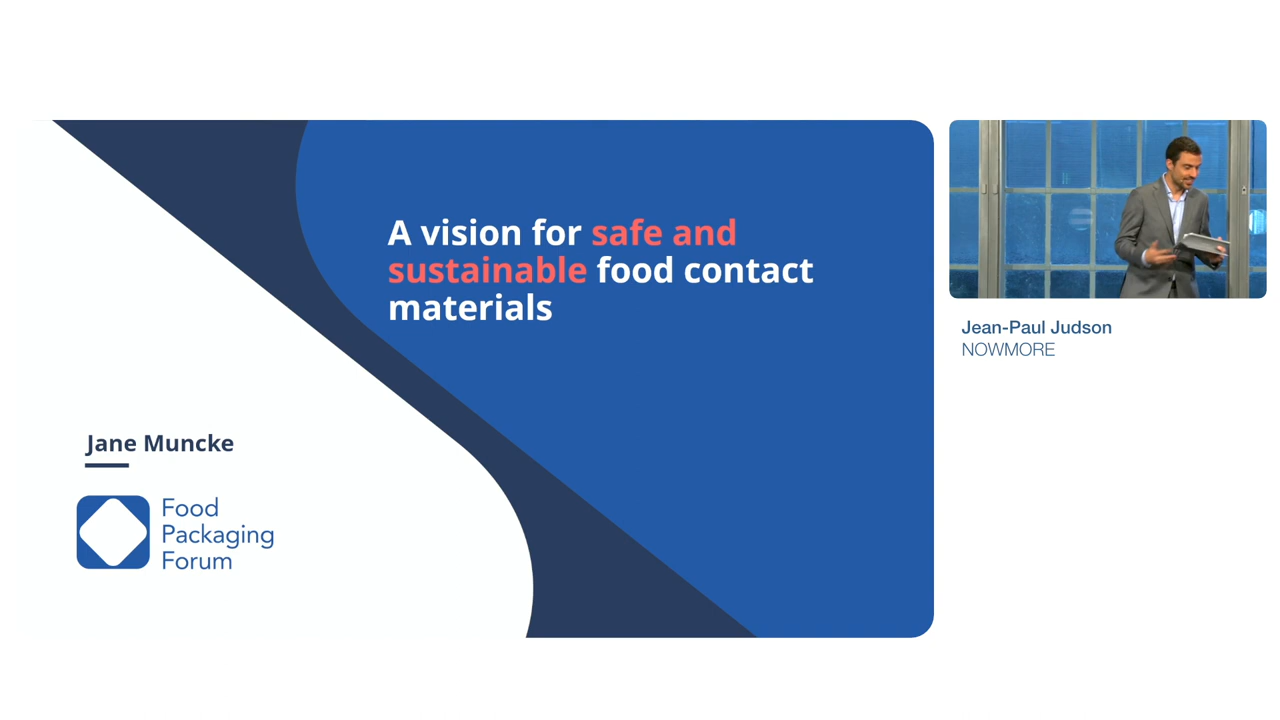 A vision for safe and
sustainable food contact
materials
Jane Muncke
Food
Packaging
Forum
Jean-Paul Judson
NOWMORE